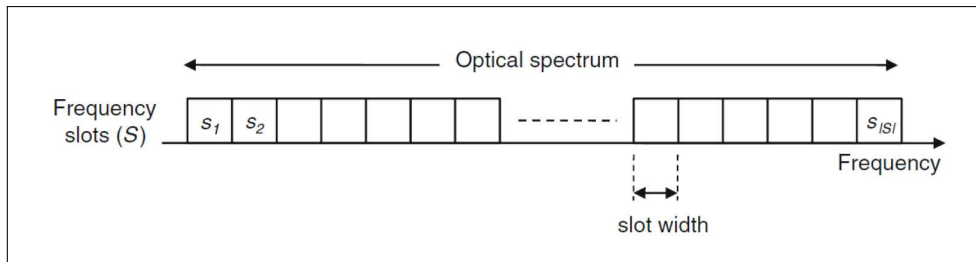 Optical spectrum
Frequency
slots (S)
s1 s2 s|S|
Frequency
slot width